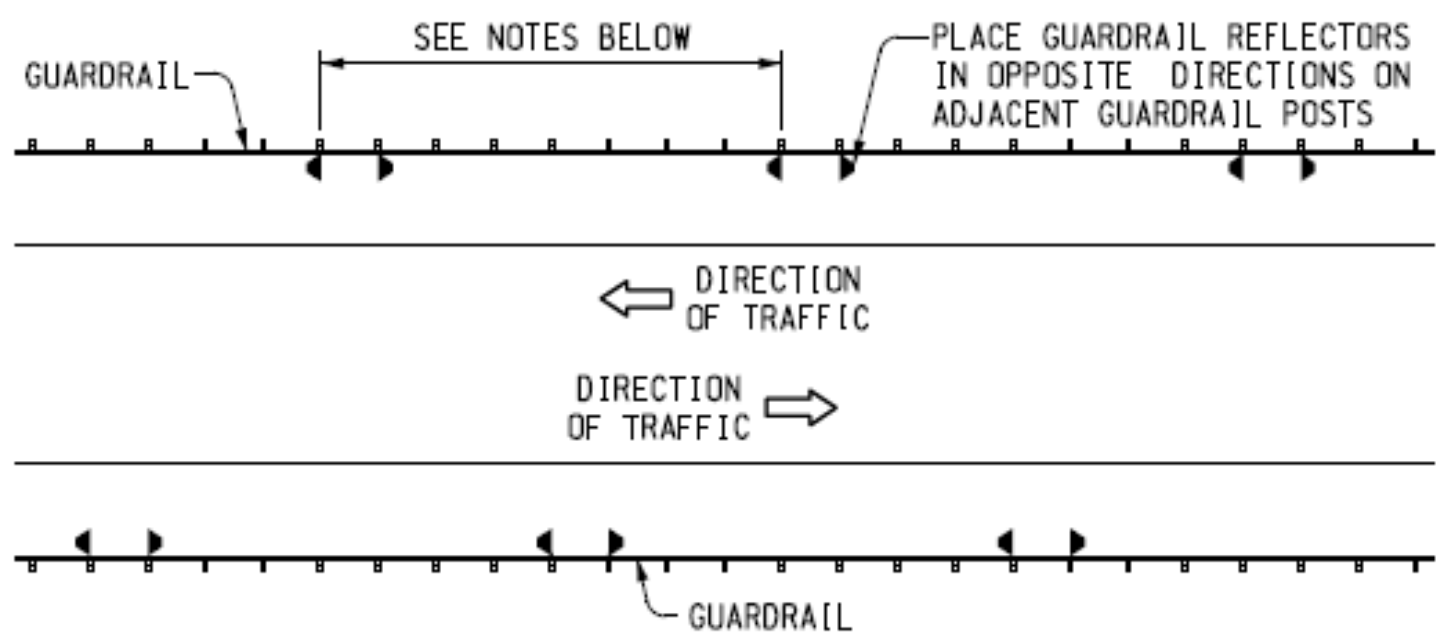 SEE NOTES BELOW
GUARDRAIL
PLACE GUARDRAIL REFLECTORS
IN OPPOSITE DIRECTIONS ON
ADJACENT GUARDRAIL POSTS
DIRECTION
OF TRAFFIC
DIRECTION
OF TRAFFIC
GUARDRAIL